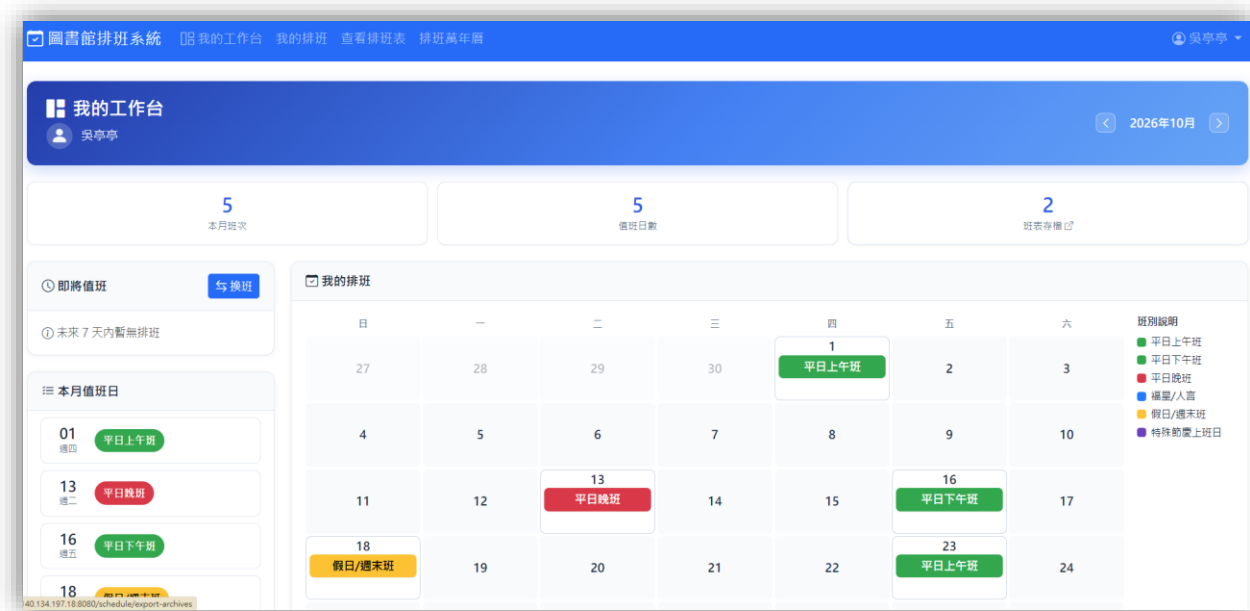 圖書館排班系統 我的工作台 我的排班 查看排班表 排班萬年曆 吳亭亭
我的工作台
吳亭亭
2026年10月
5
本月班次
5
值班日數
2
班表存檔
即將值班
換班
未來 7 天內暫無排班
本月值班日
01
週四
平日上午班
13
週二
平日晚班
16
週五
平日下午班
18
假日/週末班
我的排班
日 一 二 三 四 五 六
27 28 29 30 1 2 3
平日上午班
4 5 6 7 8 9 10
11 12 13 14 15 16 17
平日晚班 平日下午班
18 19 20 21 22 23 24
假日/週末班 平日上午班
班別說明
平日上午班
平日下午班
平日晚班
福星/人言
假日/週末班
特殊節慶上班日
40.134.197.18:8080/schedule/export-archives